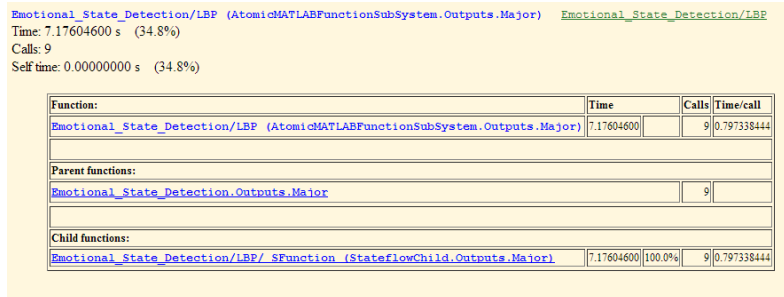 Emotional_State_Detection/LBP (AtomicMATLABFunctionSubSystem.Outputs.Major) Emotional_State_Detection/LBP
Time: 7.17604600 s (34.8%)
Calls: 9
Self time: 0.00000000 s (34.8%)
Function: Time Calls Time/call
Emotional_State_Detection/LBP (AtomicMATLABFunctionSubSystem.Outputs.Major) 7.17604600 9 0.797338444
Parent functions:
Emotional_State_Detection.Outputs.Major 9
Child functions:
Emotional_State_Detection/LBP/ SFunction (StateflowChild.Outputs.Major) 7.17604600 100.0% 9 0.797338444